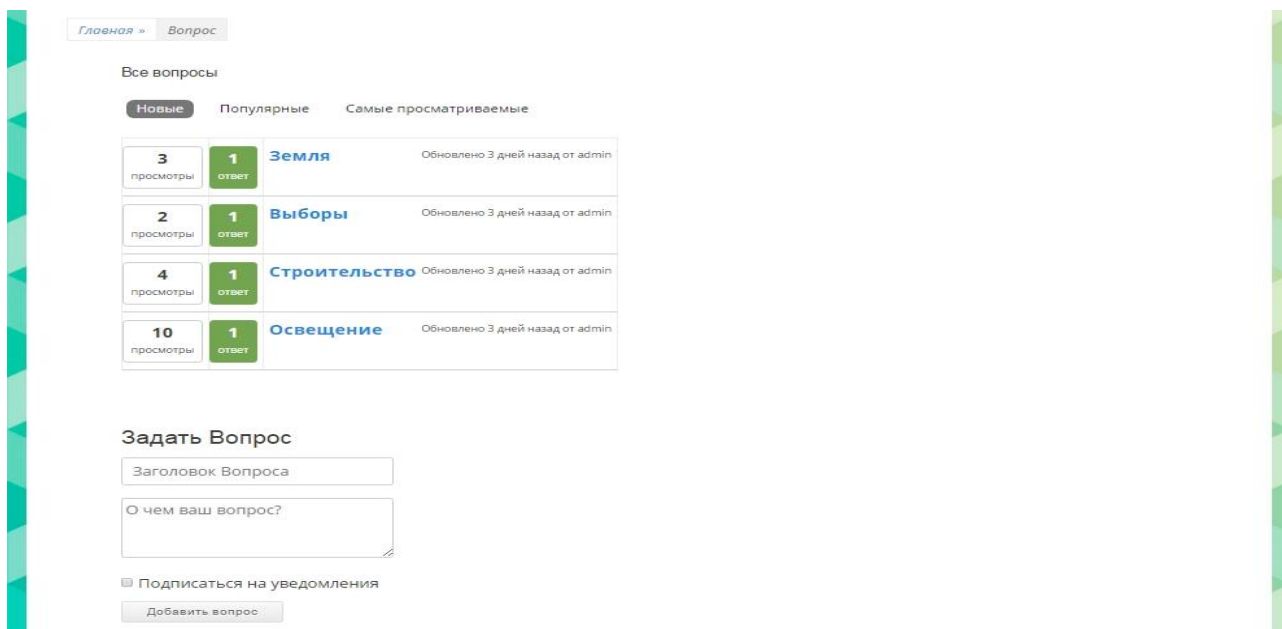 Главная » Вопрос
Все вопросы
Новые Популярные Самые просматриваемые
3 1 Земля Обновлено 3 дней назад от admin
просмотры ответ
2 1 Выборы Обновлено 3 дней назад от admin
просмотры ответ
4 1 Строительство Обновлено 3 дней назад от admin
просмотры ответ
10 1 Освещение Обновлено 3 дней назад от admin
просмотры ответ
Задать Вопрос
Заголовок Вопроса
О чем ваш вопрос?
Подписаться на уведомления
Добавить вопрос